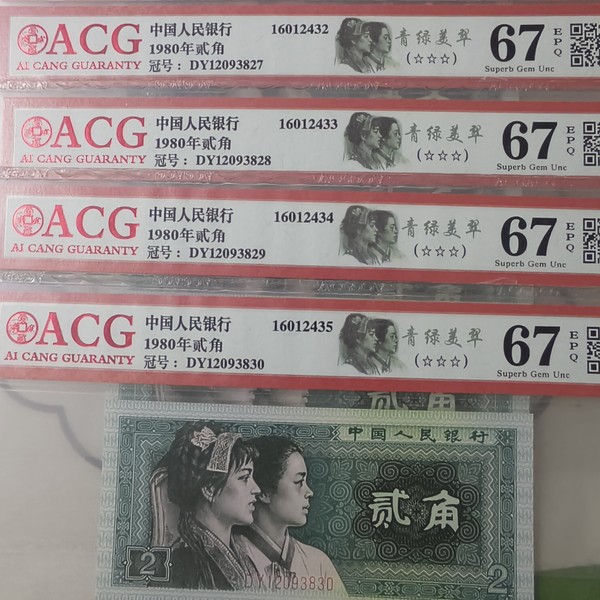 ACG
AI CANG GUARANTY
中国人民银行 16012432
1980年贰角
冠号: DY12093827
青绿美翠
(☆☆☆)
67 EPQ
Superb Gem Unc
ACG
AI CANG GUARANTY
中国人民银行 16012433
1980年贰角
冠号: DY12093828
青绿美翠
(☆☆☆)
67 EPQ
Superb Gem Unc
ACG
AI CANG GUARANTY
中国人民银行 16012434
1980年贰角
冠号: DY12093829
青绿美翠
(☆☆☆)
67 EPQ
Superb Gem Unc
ACG
AI CANG GUARANTY
中国人民银行 16012435
1980年贰角
冠号: DY12093830
青绿美翠
(☆☆☆)
67 EPQ
Superb Gem Unc
贰角
中国人民银行
贰角
2
DY12093830
2